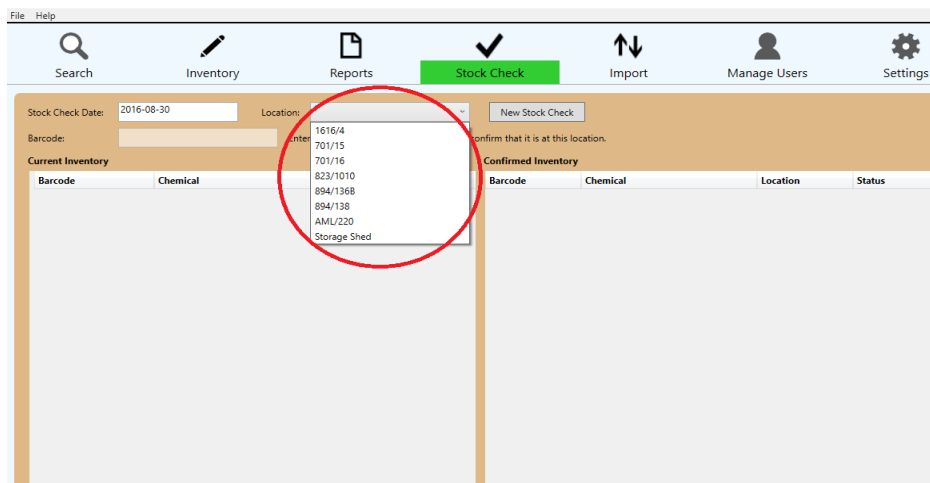 File Help
Search Inventory Reports Stock Check Import Manage Users Settings
Stock Check Date: 2016-08-30 Location: New Stock Check
Barcode: Enter confirm that it is at this location.
1616/4
701/15
701/16
823/1010
894/136B
894/138
AML/220
Storage Shed
Current Inventory Confirmed Inventory
Barcode Chemical Barcode Chemical Location Status